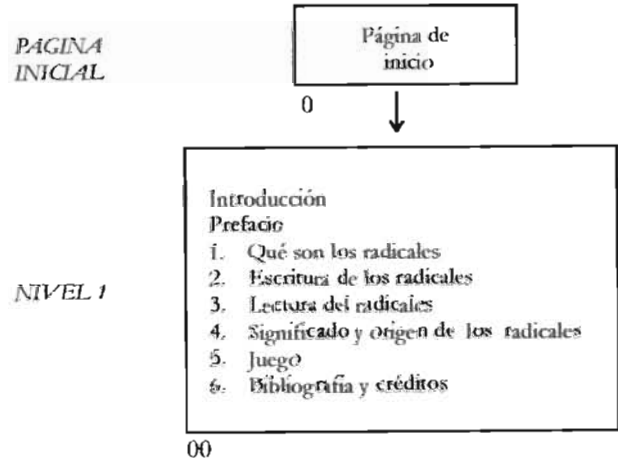 PAGINA
INICIAL
Página de
inicio
0
Introducción
Prefacio
1. Qué son los radicales
2. Escritura de los radicales
3. Lectura del radicales
4. Significado y origen de los radicales
5. Juego
6. Bibliografía y créditos
NIVEL 1
00